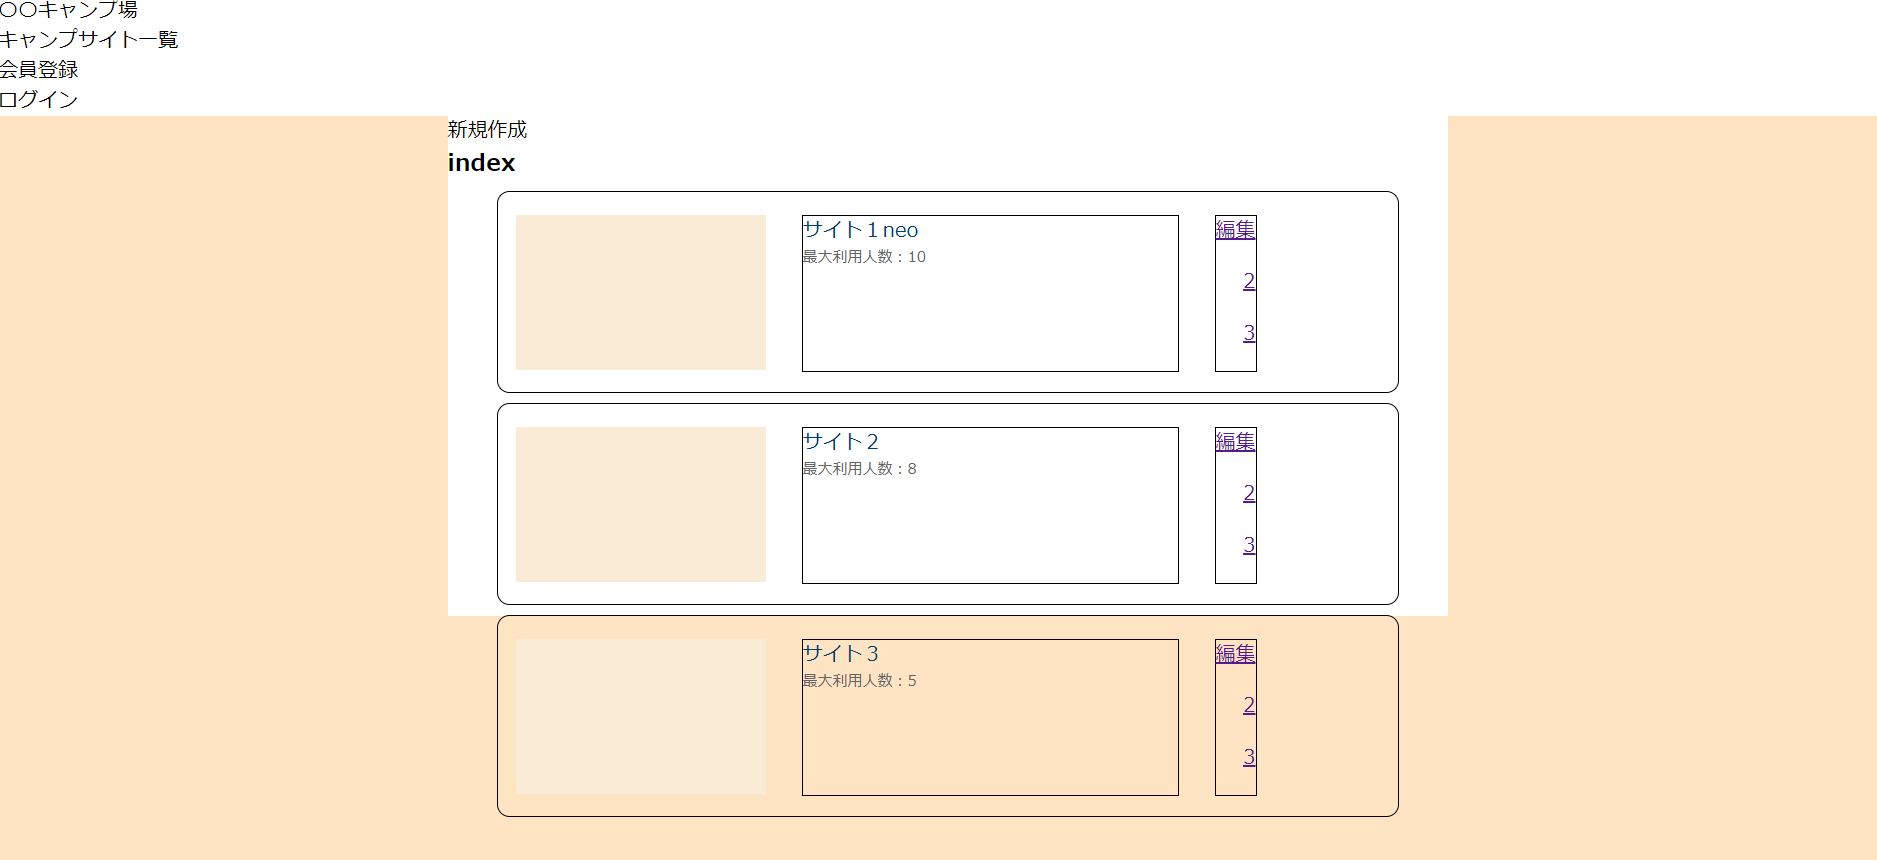 〇〇キャンプ場
キャンプサイト一覧
会員登録
ログイン
新規作成
index
サイト１neo
最大利用人数：10
編集
2
3
サイト２
最大利用人数：8
編集
2
3
サイト３
最大利用人数：5
編集
2
3